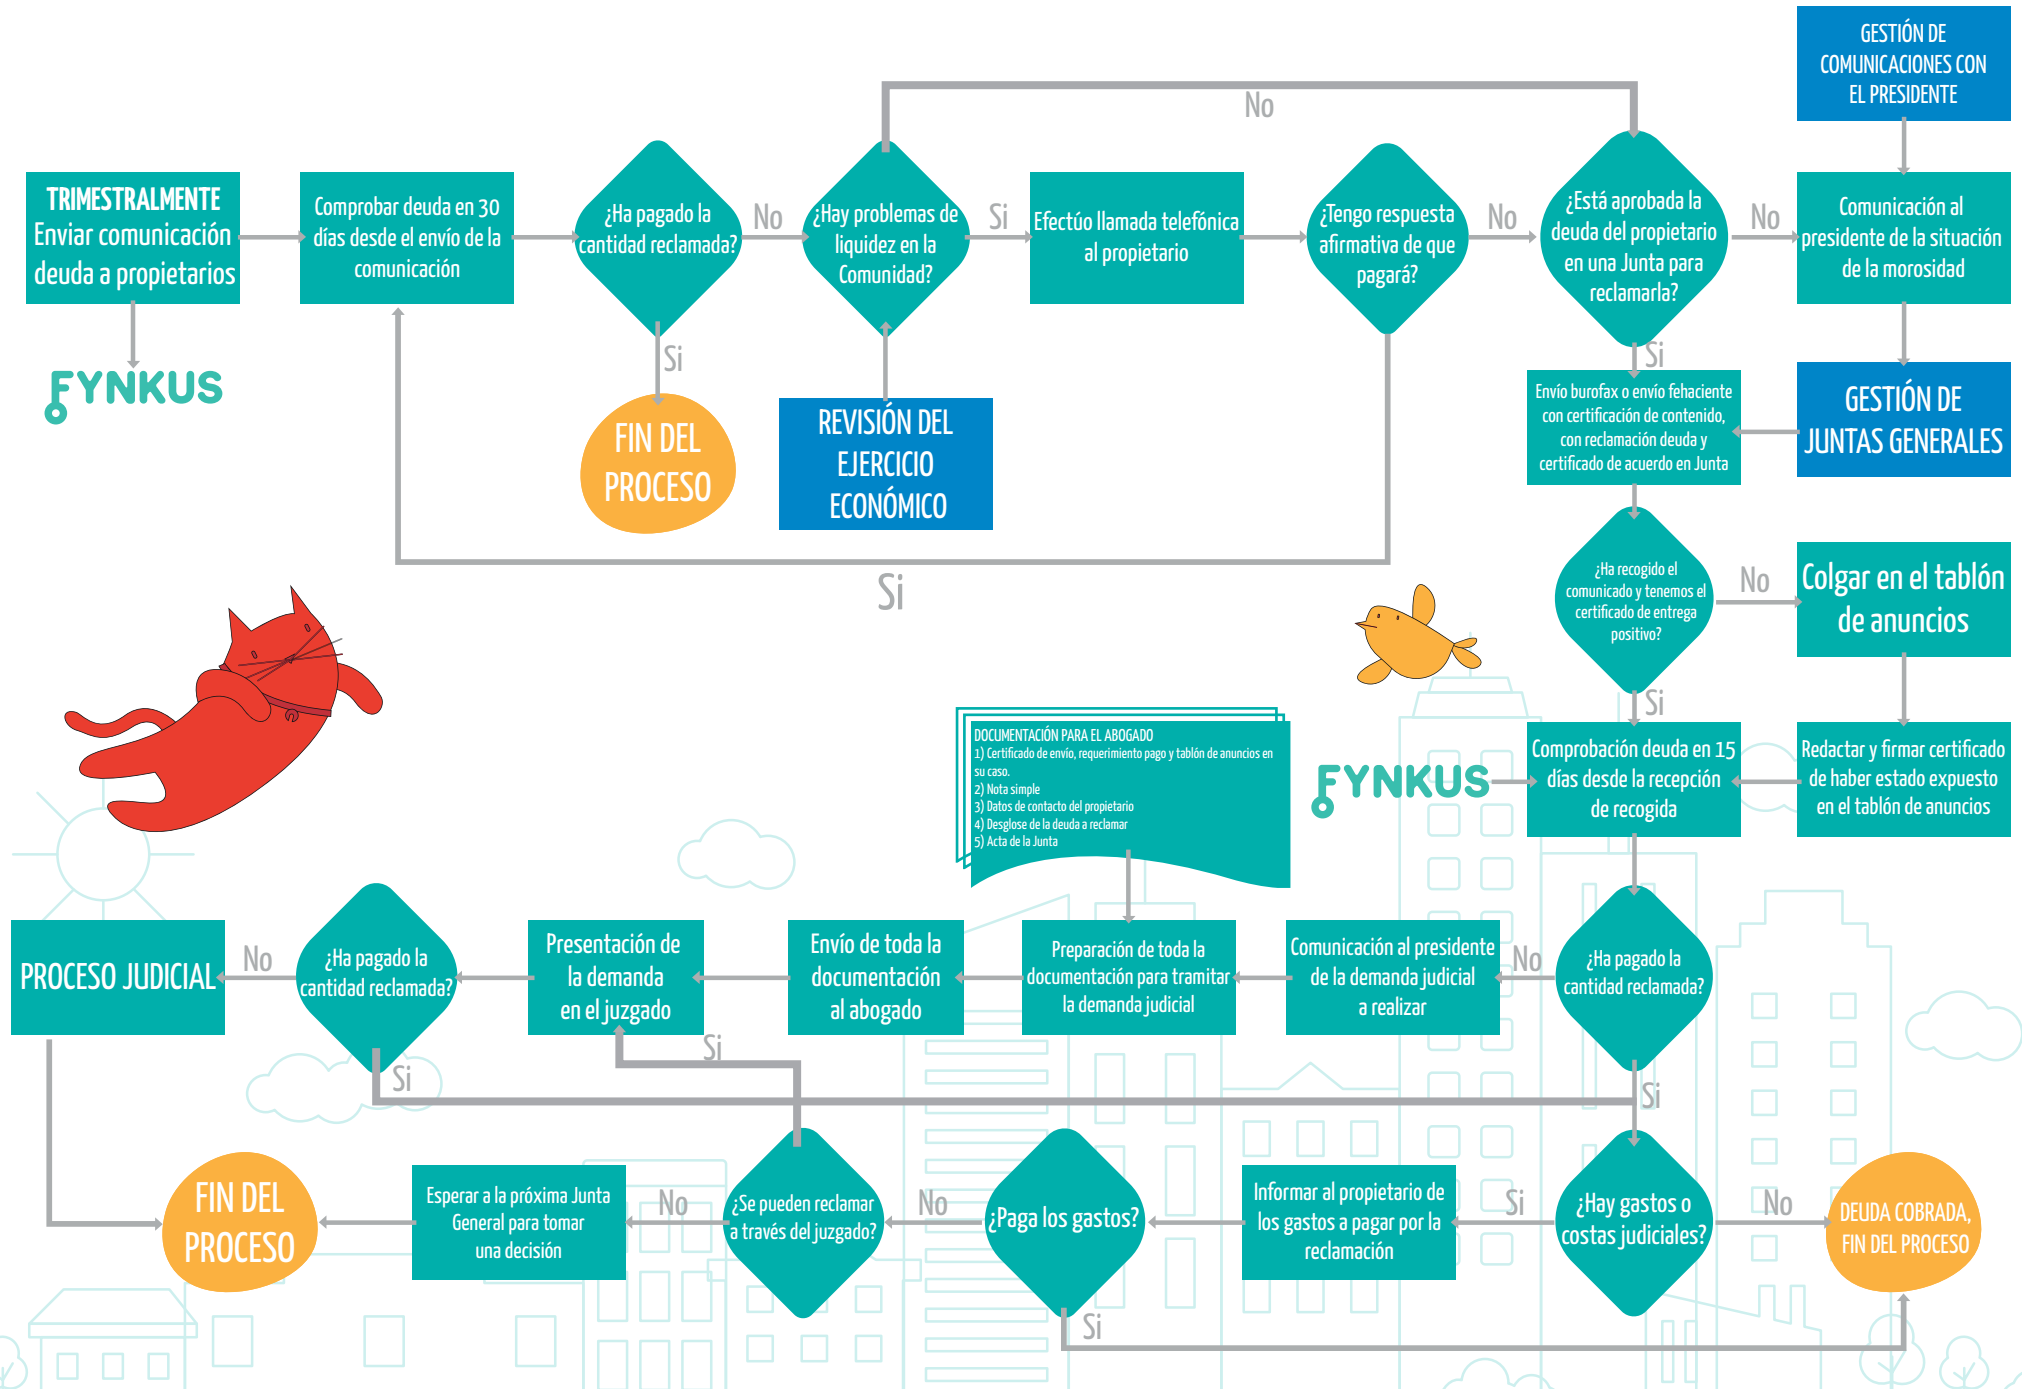 GESTIÓN DE
COMUNICACIONES CON
EL PRESIDENTE
No
TRIMESTRALMENTE
Enviar comunicación
deuda a propietarios
Comprobar deuda en 30
días desde el envío de la
comunicación
¿Ha pagado la
cantidad reclamada?
No
¿Hay problemas de
liquidez en la
Comunidad?
Si
Efectúo llamada telefónica
al propietario
¿Tengo respuesta
afirmativa de que
pagará?
No
¿Está aprobada la
deuda del propietario
en una Junta para
reclamarla?
No
Comunicación al
presidente de la situación
de la morosidad
FYNKUS
Si
FIN DEL
PROCESO
REVISIÓN DEL
EJERCICIO
ECONÓMICO
Si
Si
Envío burofax o envío fehaciente
con certificación de contenido,
con reclamación deuda y
certificado de acuerdo en Junta
GESTIÓN DE
JUNTAS GENERALES
¿Ha recogido el
comunicado y tenemos el
certificado de entrega
positivo?
No
Colgar en el tablón
de anuncios
Si
DOCUMENTACIÓN PARA EL ABOGADO
1) Certificado de envío, requerimiento pago y tablón de anuncios en
su caso.
2) Nota simple
3) Datos de contacto del propietario
4) Desglose de la deuda a reclamar
5) Acta de la Junta
FYNKUS
Comprobación deuda en 15
días desde la recepción
de recogida
Redactar y firmar certificado
de haber estado expuesto
en el tablón de anuncios
PROCESO JUDICIAL
No
¿Ha pagado la
cantidad reclamada?
Presentación de
la demanda
en el juzgado
Envío de toda la
documentación
al abogado
Preparación de toda la
documentación para tramitar
la demanda judicial
Comunicación al presidente
de la demanda judicial
a realizar
No
¿Ha pagado la
cantidad reclamada?
Si
Si
Si
FIN DEL
PROCESO
Esperar a la próxima Junta
General para tomar
una decisión
No
¿Se pueden reclamar
a través del juzgado?
No
¿Paga los gastos?
Informar al propietario de
los gastos a pagar por la
reclamación
Si
¿Hay gastos o
costas judiciales?
No
DEUDA COBRADA,
FIN DEL PROCESO
Si